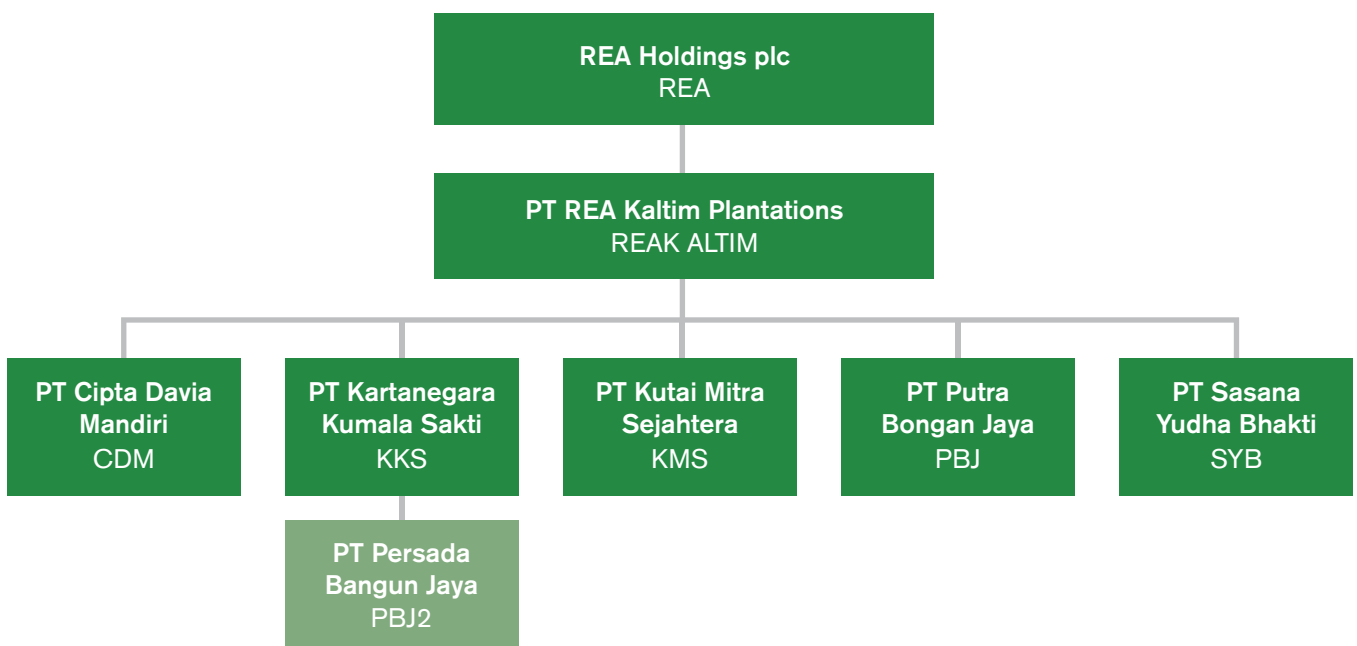 REA Holdings plc
REA
PT REA Kaltim Plantations
REAK ALTIM
PT Cipta Davia
Mandiri
CDM
PT Kartanegara
Kumala Sakti
KKS
PT Kutai Mitra
Sejahtera
KMS
PT Putra
Bongan Jaya
PBJ
PT Sasana
Yudha Bhakti
SYB
PT Persada
Bangun Jaya
PBJ2